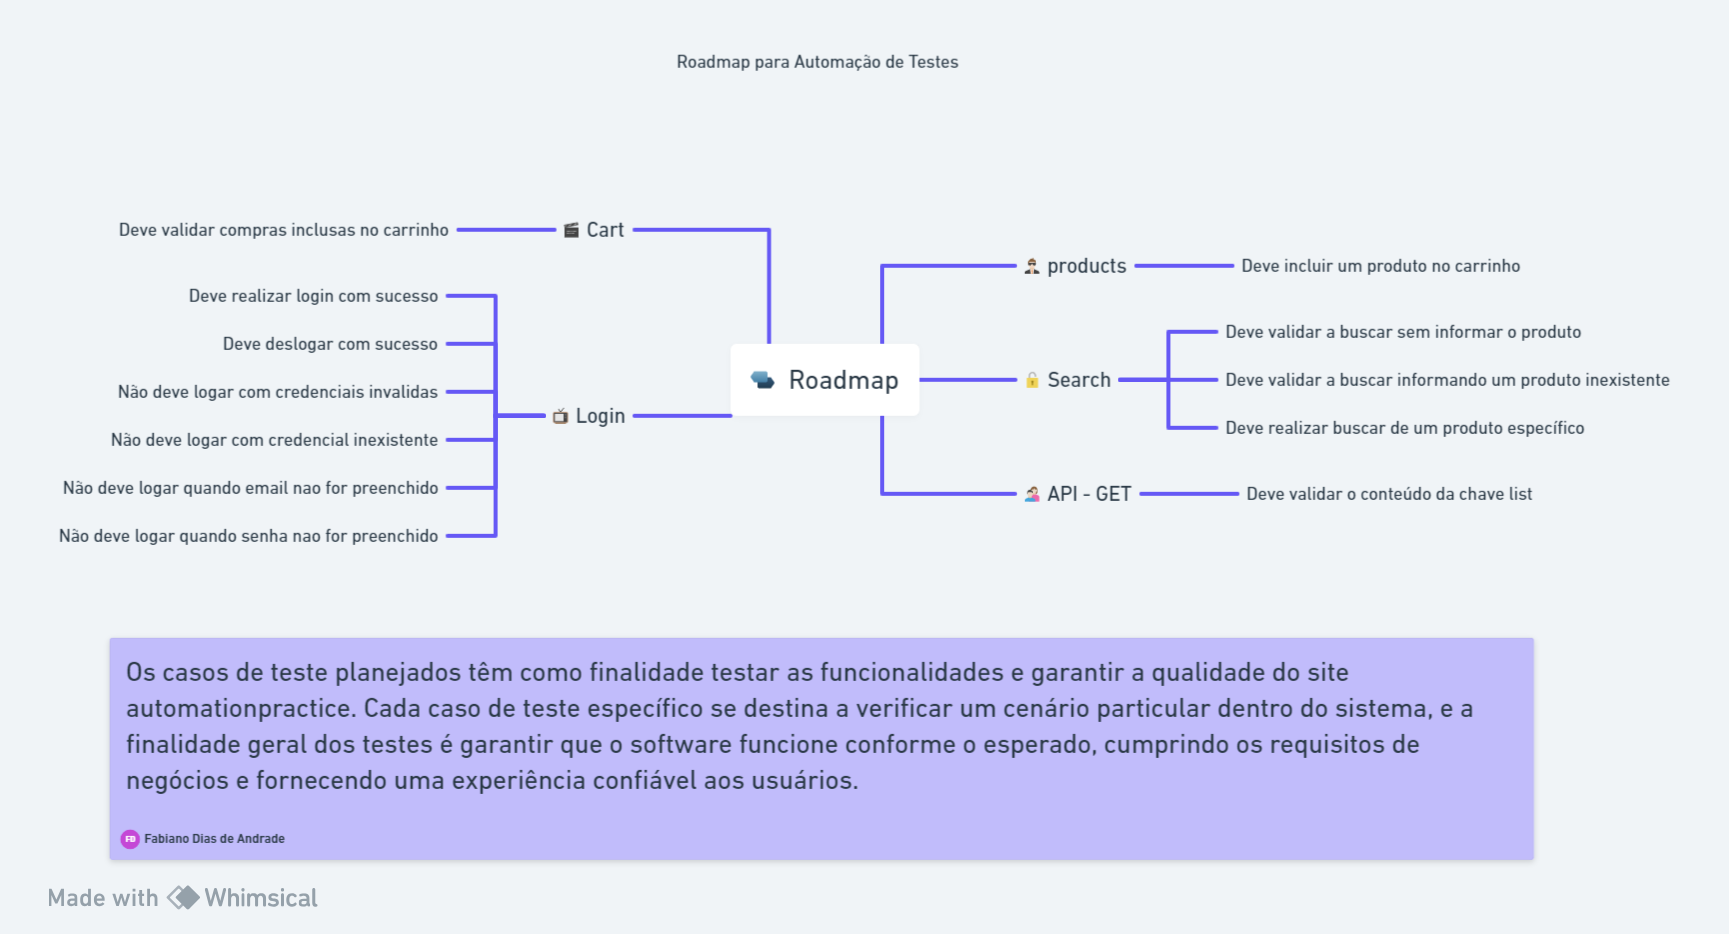 Roadmap para Automação de Testes
Deve validar compras inclusas no carrinho
Cart
Deve realizar login com sucesso
Deve deslogar com sucesso
Não deve logar com credenciais invalidas
Não deve logar com credencial inexistente
Não deve logar quando email nao for preenchido
Não deve logar quando senha nao for preenchido
Login
Roadmap
products
Deve incluir um produto no carrinho
Search
Deve validar a buscar sem informar o produto
Deve validar a buscar informando um produto inexistente
Deve realizar buscar de um produto específico
API - GET
Deve validar o conteúdo da chave list
Os casos de teste planejados têm como finalidade testar as funcionalidades e garantir a qualidade do site
automationpractice. Cada caso de teste específico se destina a verificar um cenário particular dentro do sistema, e a
finalidade geral dos testes é garantir que o software funcione conforme o esperado, cumprindo os requisitos de
negócios e fornecendo uma experiência confiável aos usuários.
FD Fabiano Dias de Andrade
Made with Whimsical